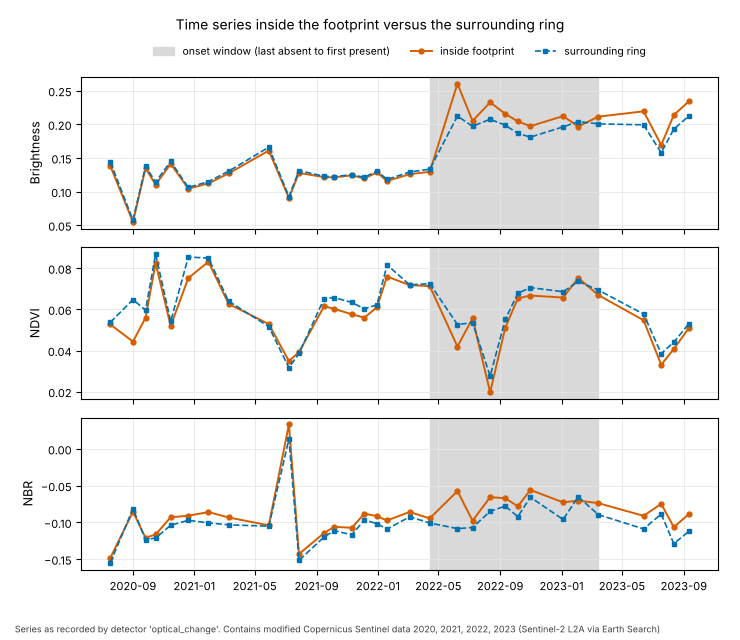 Time series inside the footprint versus the surrounding ring
onset window (last absent to first present) inside footprint surrounding ring
Brightness
0.25
0.20
0.15
0.10
0.05
NDVI
0.08
0.06
0.04
0.02
NBR
0.00
−0.05
−0.10
−0.15
2020-09 2021-01 2021-05 2021-09 2022-01 2022-05 2022-09 2023-01 2023-05 2023-09
Series as recorded by detector 'optical_change'. Contains modified Copernicus Sentinel data 2020, 2021, 2022, 2023 (Sentinel-2 L2A via Earth Search)